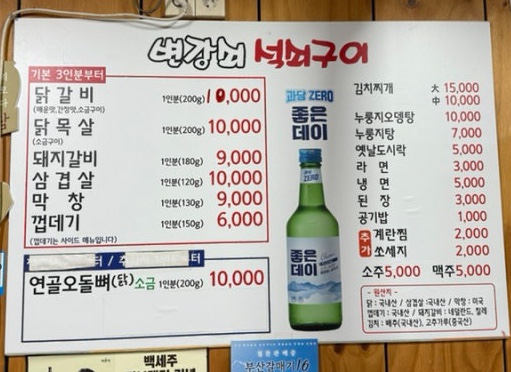 변강쇠 석쇠구이
기본 3인분부터
닭갈비 1인분(200g) 10,000
(매운맛,간장맛,소금구이)
닭목살 1인분(200g) 10,000
(소금구이)
돼지갈비 1인분(180g) 9,000
삼겹살 1인분(120g) 10,000
막창 1인분(130g) 9,000
껍데기 1인분(150g) 6,000
(껍데기는 사이드 메뉴입니다)
연골오돌뼈(닭)소금 1인분(200g) 10,000
과당 ZERO
좋은
데이
ZERO
좋은
데이
김치찌개 大 15,000
中 10,000
누룽지오뎅탕 10,000
누룽지탕 7,000
옛날도시락 5,000
라면 3,000
냉면 5,000
된장 3,000
공기밥 1,000
추가 계란찜 2,000
쏘세지 2,000
소주5,000 맥주5,000
- 원산지 -
닭 : 국내산 / 삼겹살 : 국내산 / 막창 : 미국
껍데기 : 국내산 / 돼지갈비 : 네덜란드, 칠레
김치 : 배추(국내산), 고추가루(중국산)
백세주
부산갈매기 16